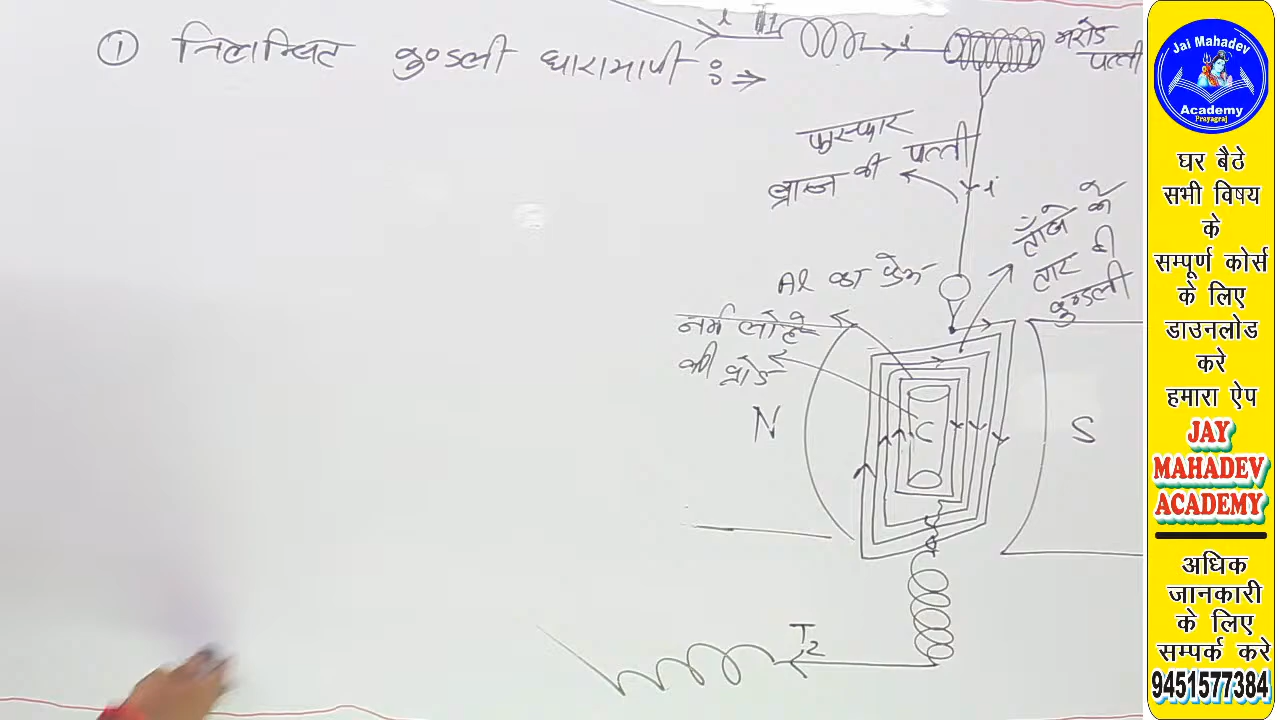 ① निलम्बित कुण्डली धारामापी :⇒
i T1
i
मरोड
पत्ती
फुस्फार
ब्रान्ज की पत्ती
i
ताँबे के
तार की
कुण्डली
Al का फ्रेम
नर्म लोहे
की क्रोड
N
C
S
T2
Jai Mahadev
Academy
Prayagraj
घर बैठे
सभी विषय
के
सम्पूर्ण कोर्स
के लिए
डाउनलोड
करे
हमारा ऐप
JAY
MAHADEV
ACADEMY
अधिक
जानकारी
के लिए
सम्पर्क करे
9451577384